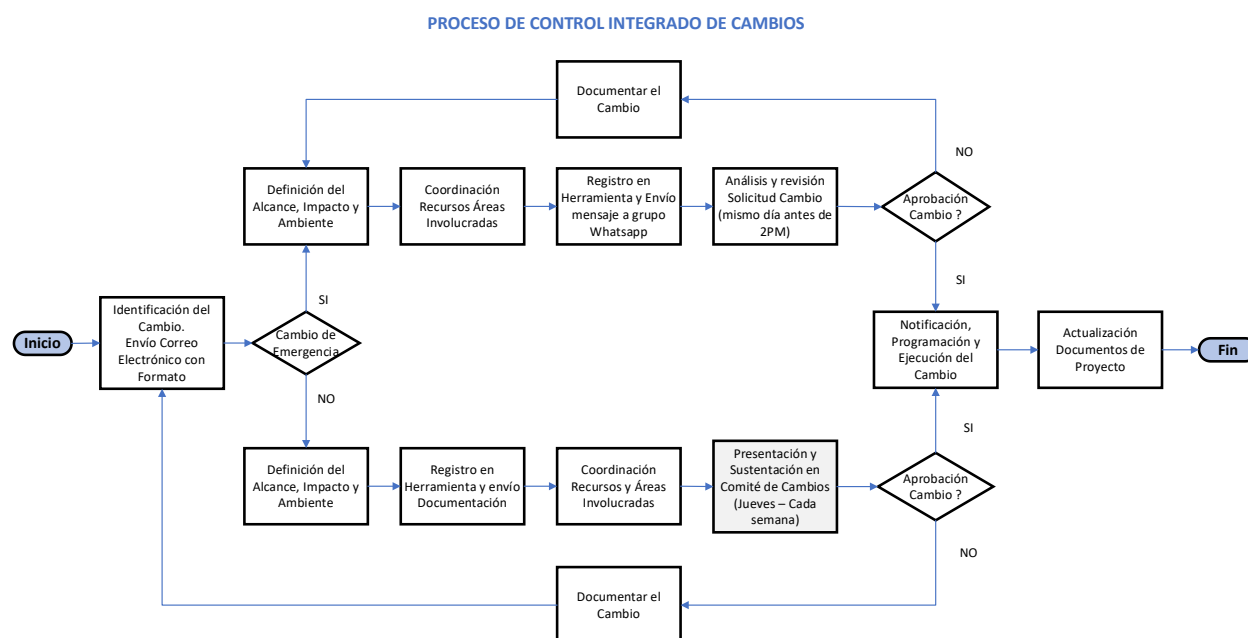 PROCESO DE CONTROL INTEGRADO DE CAMBIOS
Documentar el
Cambio
NO
Definición del
Alcance, Impacto y
Ambiente
Coordinación
Recursos Áreas
Involucradas
Registro en
Herramienta y Envío
mensaje a grupo
Whatsapp
Análisis y revisión
Solicitud Cambio
(mismo día antes de
2PM)
Aprobación
Cambio ?
SI
SI
Inicio
Identificación del
Cambio.
Envío Correo
Electrónico con
Formato
Cambio de
Emergencia
Notificación,
Programación y
Ejecución del
Cambio
Actualización
Documentos de
Proyecto
Fin
NO
SI
Definición del
Alcance, Impacto y
Ambiente
Registro en
Herramienta y envío
Documentación
Coordinación
Recursos y Áreas
Involucradas
Presentación y
Sustentación en
Comité de Cambios
(Jueves – Cada
semana)
Aprobación
Cambio ?
NO
Documentar el
Cambio